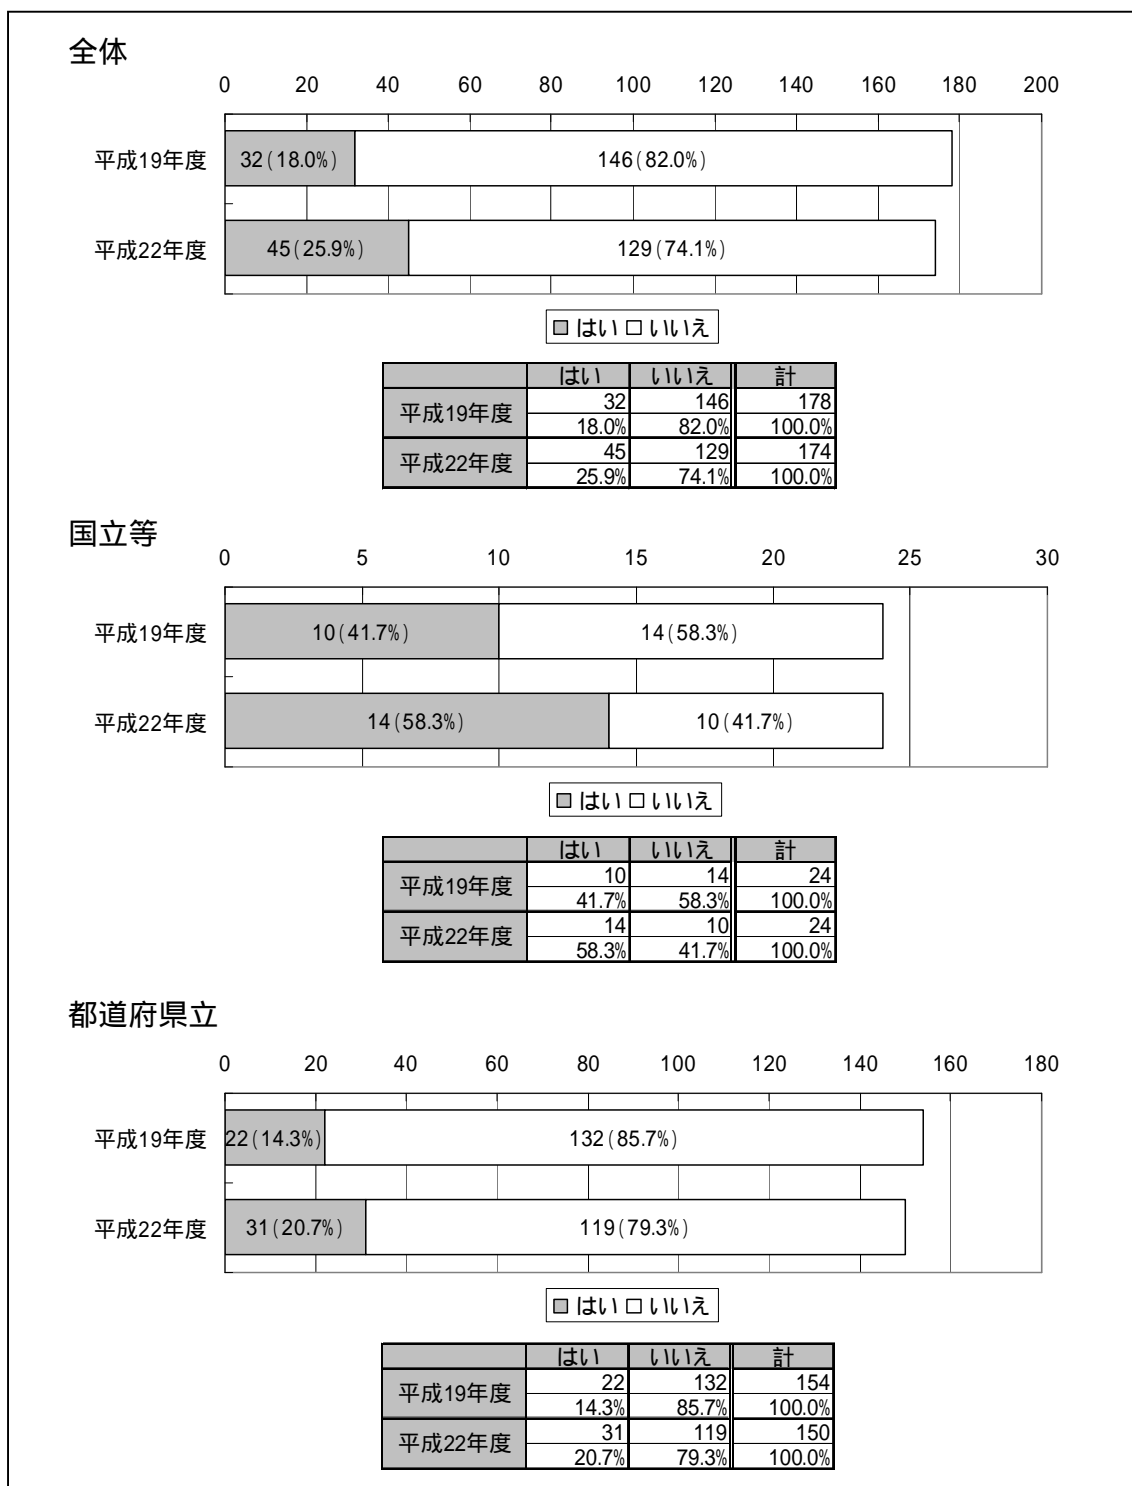 全体
0 20 40 60 80 100 120 140 160 180 200
平成19年度 32(18.0%) 146(82.0%)
平成22年度 45(25.9%) 129(74.1%)
はい いいえ
はい いいえ 計
平成19年度 32 146 178
18.0% 82.0% 100.0%
平成22年度 45 129 174
25.9% 74.1% 100.0%
国立等
0 5 10 15 20 25 30
平成19年度 10(41.7%) 14(58.3%)
平成22年度 14(58.3%) 10(41.7%)
はい いいえ
はい いいえ 計
平成19年度 10 14 24
41.7% 58.3% 100.0%
平成22年度 14 10 24
58.3% 41.7% 100.0%
都道府県立
0 20 40 60 80 100 120 140 160 180
平成19年度 22(14.3%) 132(85.7%)
平成22年度 31(20.7%) 119(79.3%)
はい いいえ
はい いいえ 計
平成19年度 22 132 154
14.3% 85.7% 100.0%
平成22年度 31 119 150
20.7% 79.3% 100.0%